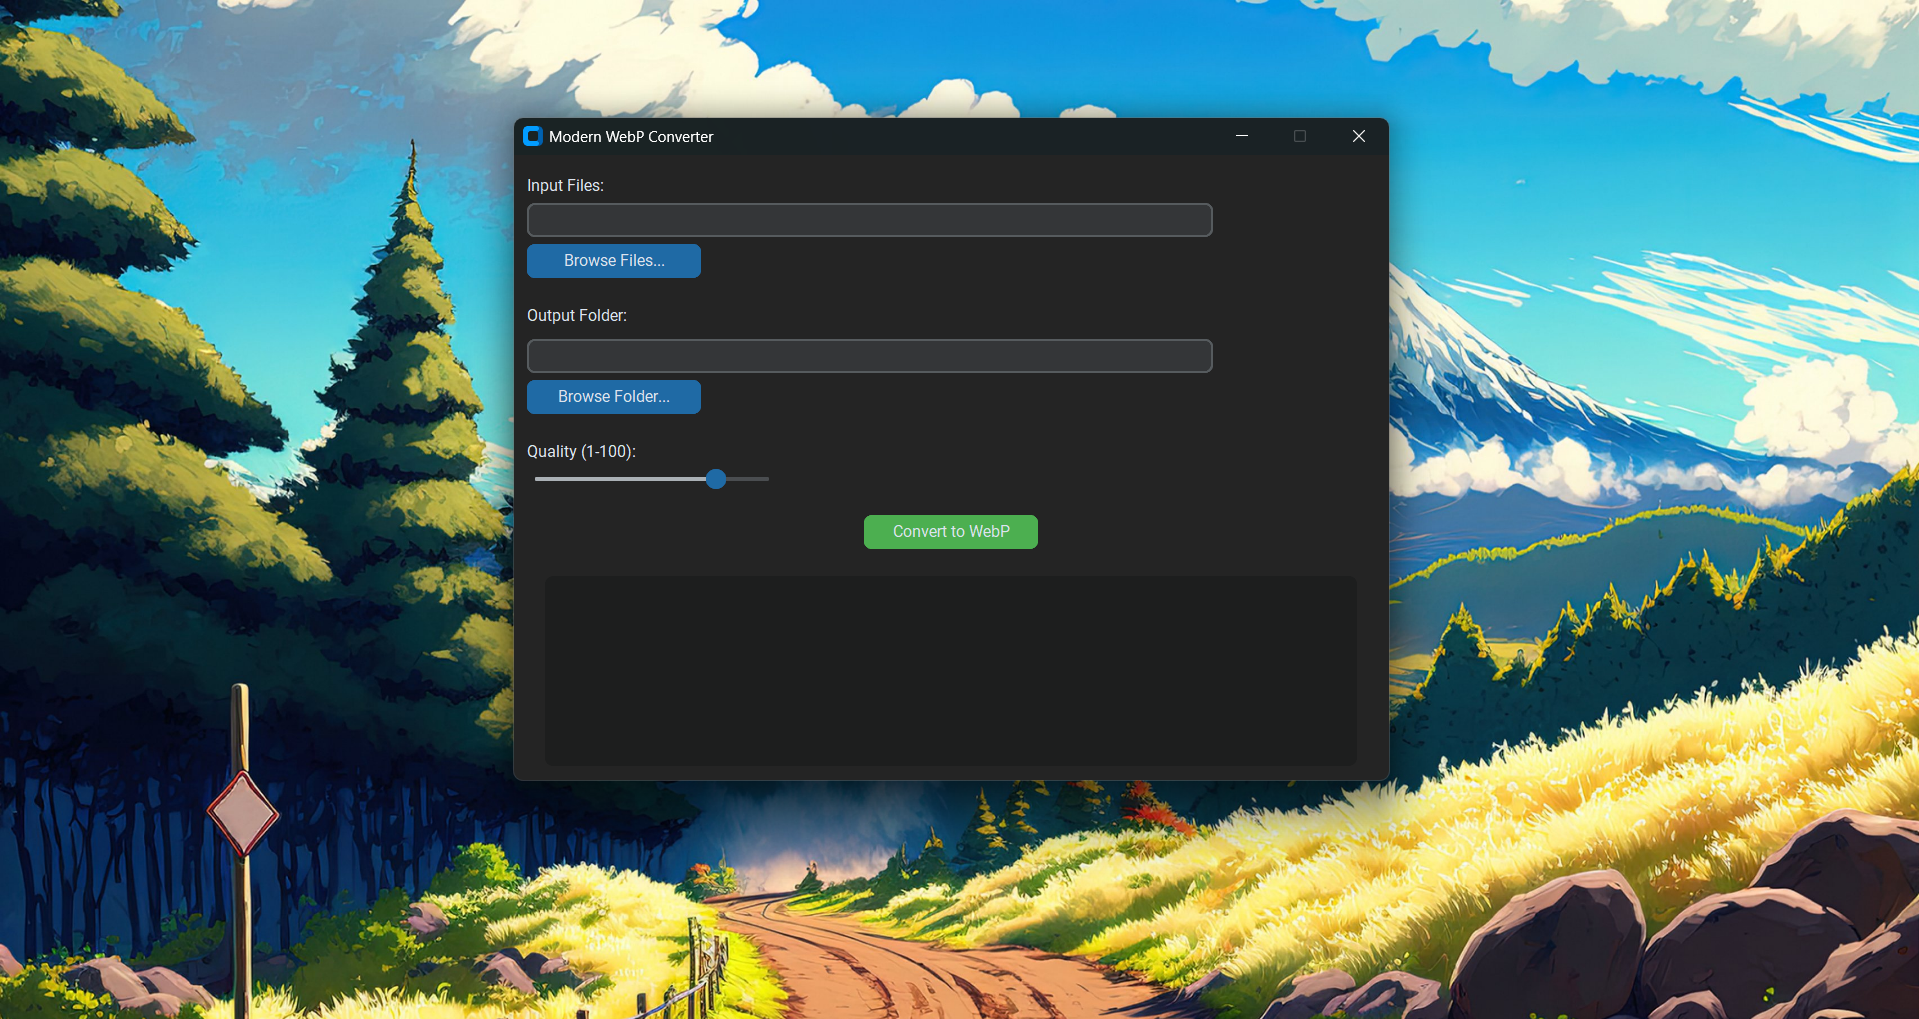 Modern WebP Converter
Input Files:
Browse Files...
Output Folder:
Browse Folder...
Quality (1-100):
Convert to WebP